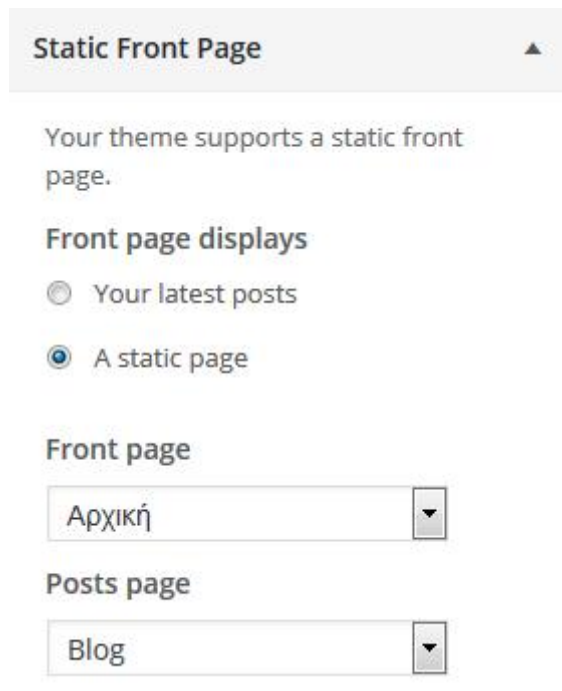 Static Front Page
Your theme supports a static front
page.
Front page displays
Your latest posts
A static page
Front page
Αρχική
Posts page
Blog